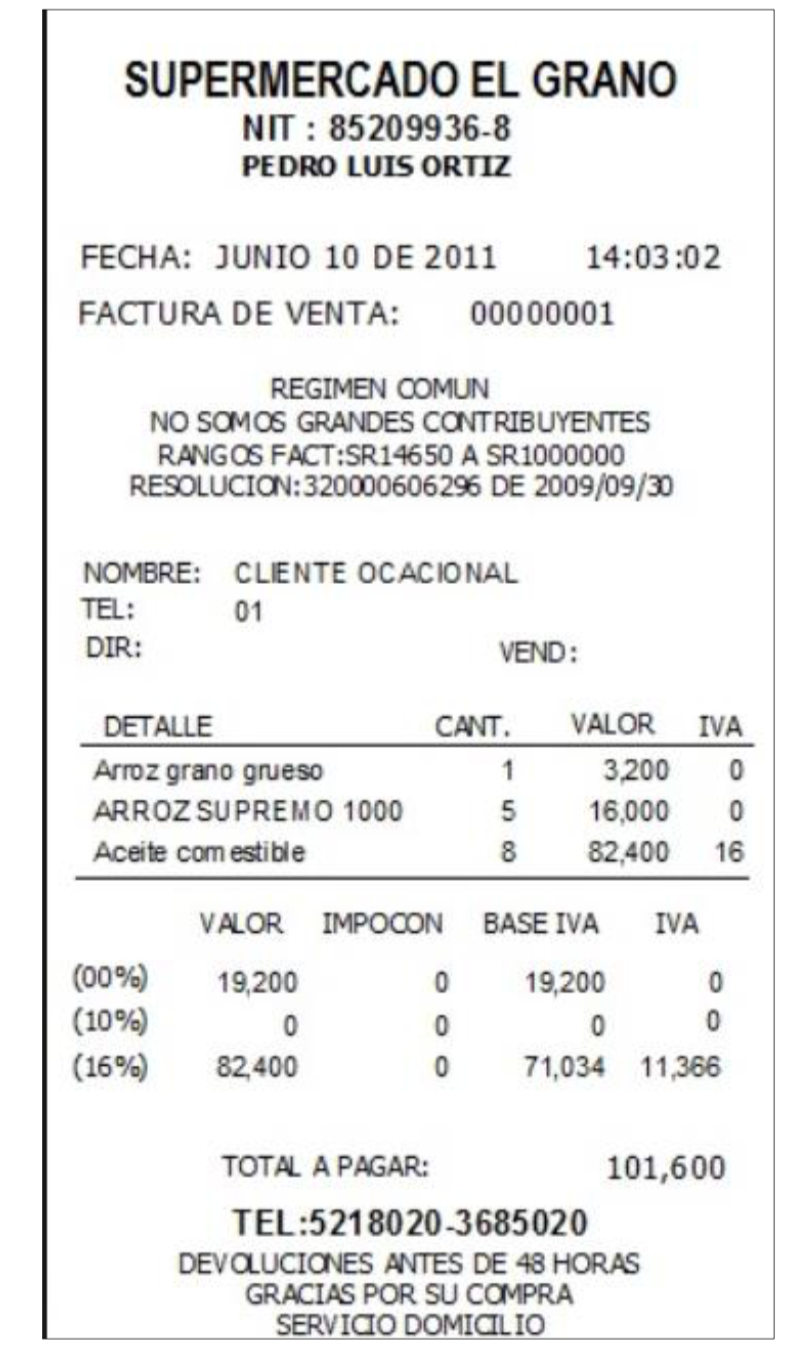 SUPERMERCADO EL GRANO
NIT : 85209936-8
PEDRO LUIS ORTIZ
FECHA: JUNIO 10 DE 2011 14:03:02
FACTURA DE VENTA: 00000001
REGIMEN COMUN
NO SOMOS GRANDES CONTRIBUYENTES
RANGOS FACT:SR14650 A SR1000000
RESOLUCION:320000606296 DE 2009/09/30
NOMBRE: CLIENTE OCACIONAL
TEL: 01
DIR: VEND:
DETALLE CANT. VALOR IVA
Arroz grano grueso 1 3,200 0
ARROZ SUPREMO 1000 5 16,000 0
Aceite comestible 8 82,400 16
VALOR IMPOCON BASE IVA IVA
(00%) 19,200 0 19,200 0
(10%) 0 0 0 0
(16%) 82,400 0 71,034 11,366
TOTAL A PAGAR: 101,600
TEL:5218020-3685020
DEVOLUCIONES ANTES DE 48 HORAS
GRACIAS POR SU COMPRA
SERVICIO DOMICILIO